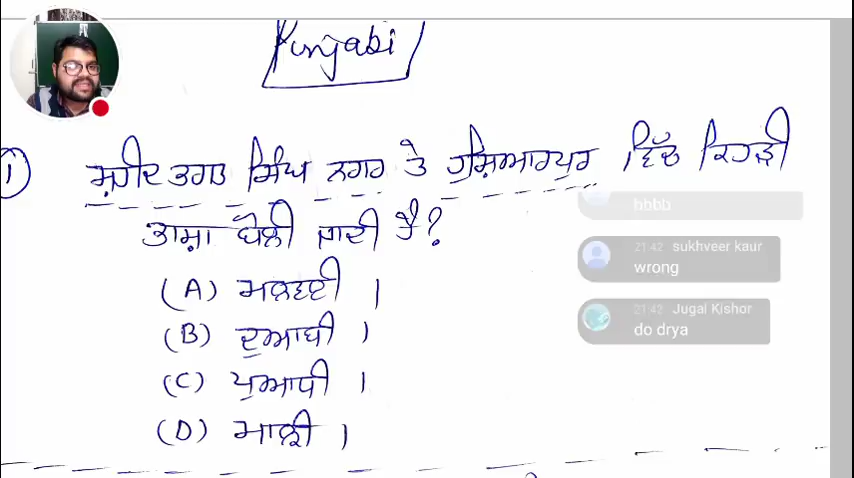 Punjabi
① ਸ਼ਹੀਦ ਭਗਤ ਸਿੰਘ ਨਗਰ ਤੇ ਹੁਸ਼ਿਆਰਪੁਰ ਵਿੱਚ ਕਿਹੜੀ
ਭਾਸ਼ਾ ਬੋਲੀ ਜਾਂਦੀ ਹੈ?
(A) ਮਲਵਈ ।
(B) ਦੁਆਬੀ ।
(C) ਪੁਆਧੀ ।
(D) ਮਾਝੀ ।
hbbb
21:42 sukhveer kaur
wrong
21:42 Jugal Kishor
do drya